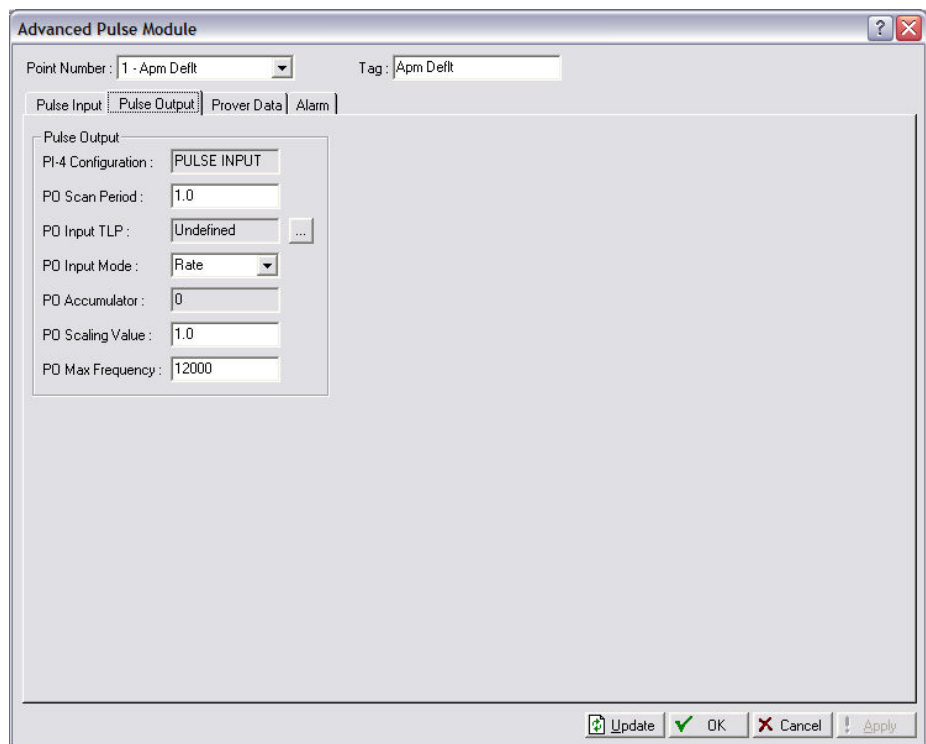 Advanced Pulse Module
Point Number : 1 - Apm Deflt Tag : Apm Deflt
Pulse Input Pulse Output Prover Data Alarm
Pulse Output
PI-4 Configuration : PULSE INPUT
PO Scan Period : 1.0
PO Input TLP : Undefined ...
PO Input Mode : Rate
PO Accumulator : 0
PO Scaling Value : 1.0
PO Max Frequency : 12000
Update OK Cancel ! Apply